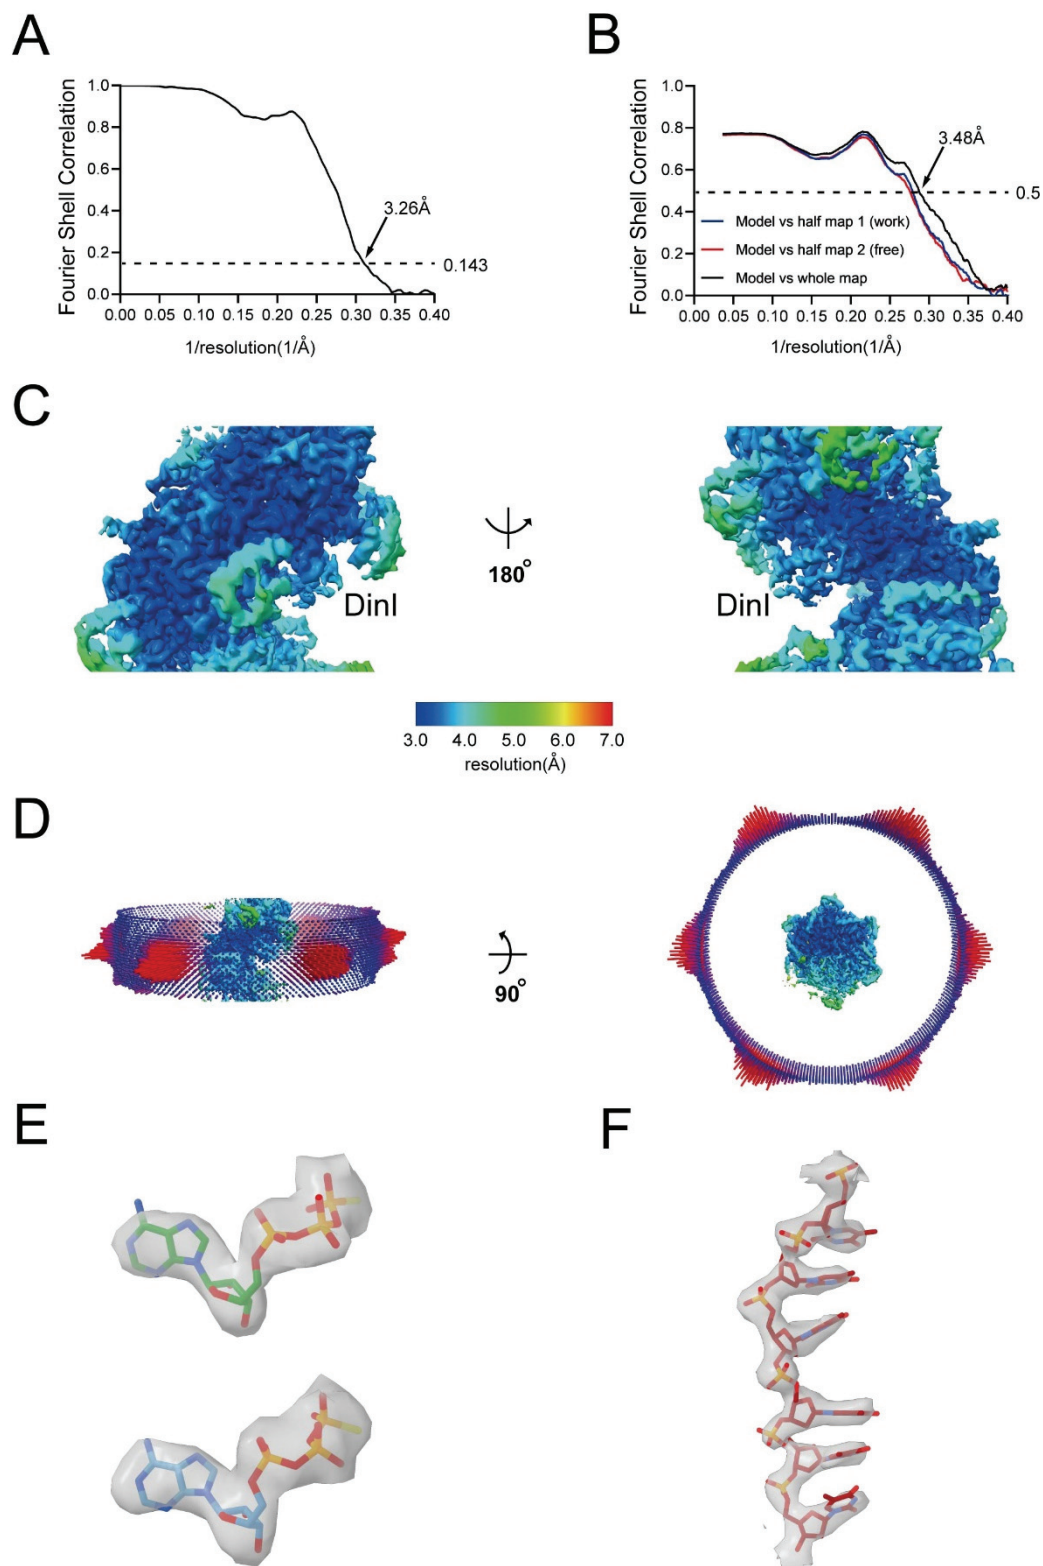 A
B
Fourier Shell Correlation
1.0
0.8
0.6
0.4
0.2
0.0
3.26Å
0.143
0.00 0.05 0.10 0.15 0.20 0.25 0.30 0.35 0.40
1/resolution(1/Å)
Fourier Shell Correlation
1.0
0.8
0.6
0.4
0.2
0.0
3.48Å
0.5
Model vs half map 1 (work)
Model vs half map 2 (free)
Model vs whole map
0.00 0.05 0.10 0.15 0.20 0.25 0.30 0.35 0.40
1/resolution(1/Å)
C
DinI
180°
DinI
3.0 4.0 5.0 6.0 7.0
resolution(Å)
D
90°
E
F